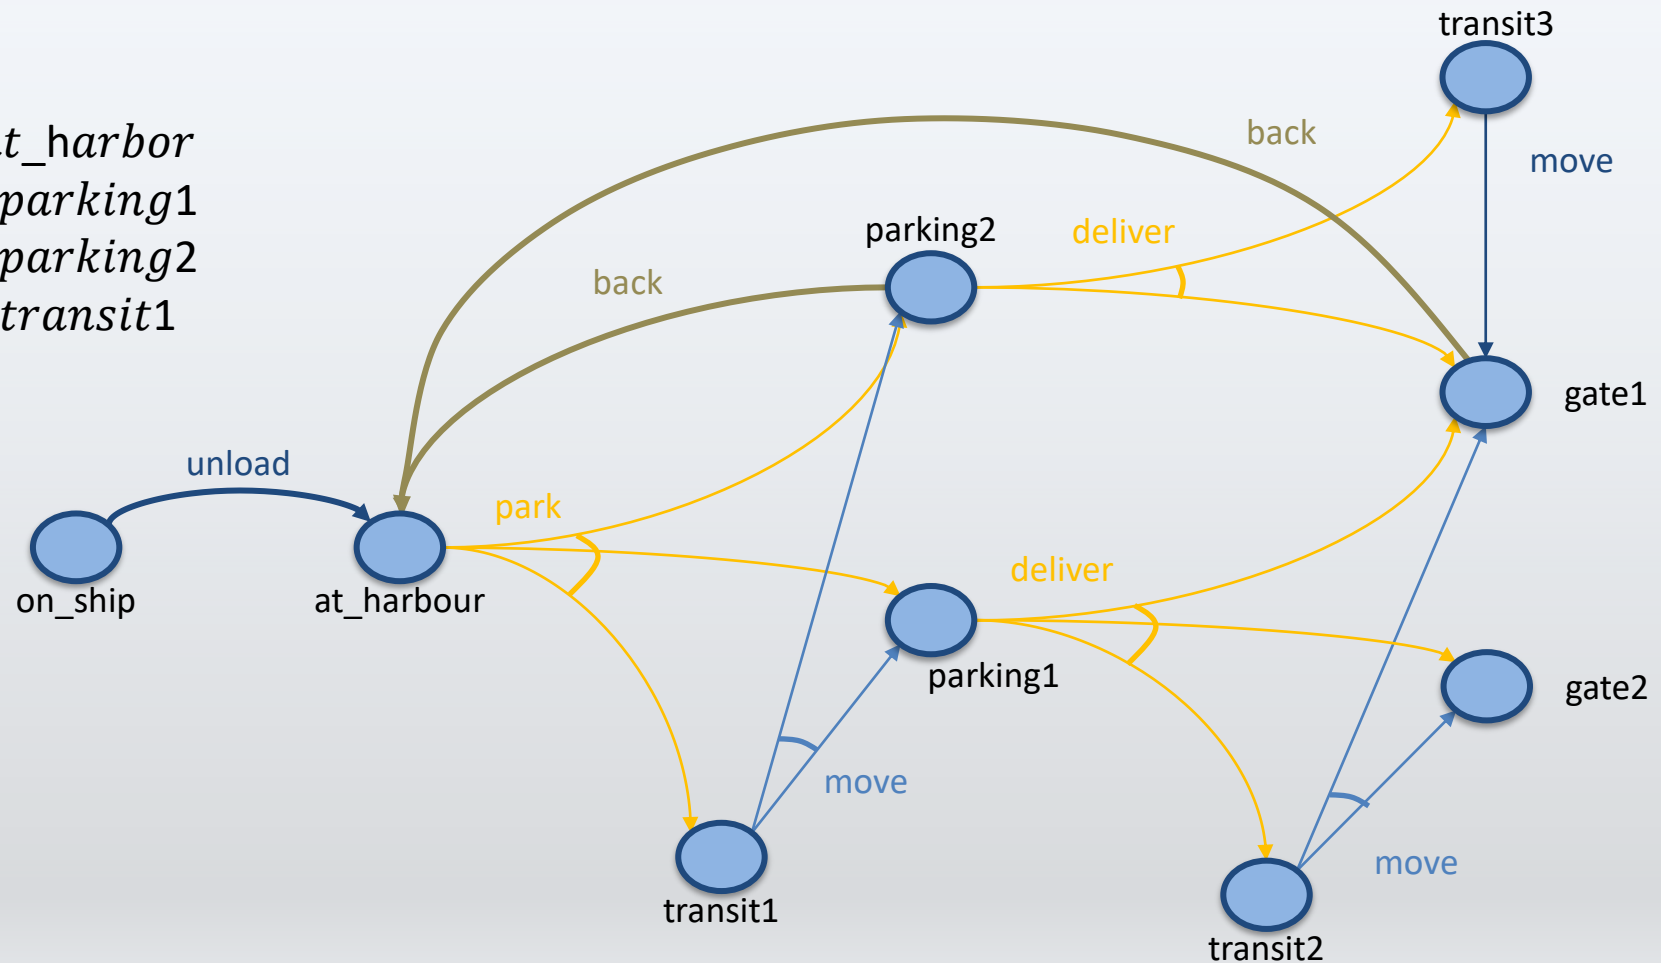 transit3
t_harbor
parking1
parking2
transit1
back
move
parking2
deliver
back
gate1
unload
park
deliver
on_ship
at_harbour
parking1
gate2
move
move
transit1
transit2